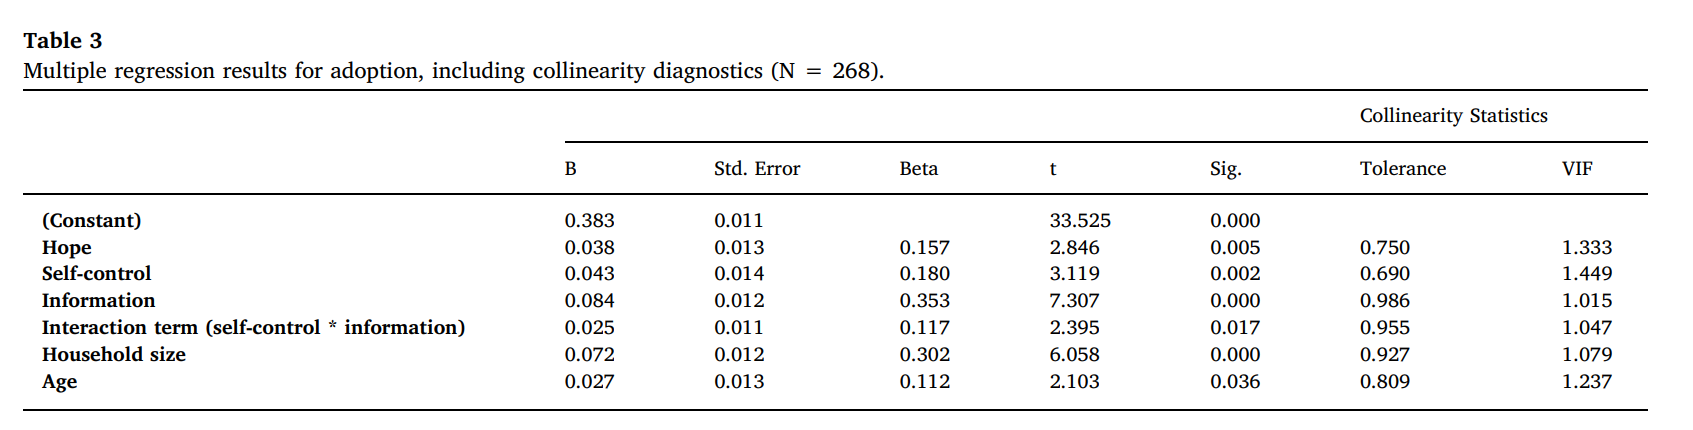 Table 3
Multiple regression results for adoption, including collinearity diagnostics (N = 268).
Collinearity Statistics
B Std. Error Beta t Sig. Tolerance VIF
(Constant) 0.383 0.011 33.525 0.000
Hope 0.038 0.013 0.157 2.846 0.005 0.750 1.333
Self-control 0.043 0.014 0.180 3.119 0.002 0.690 1.449
Information 0.084 0.012 0.353 7.307 0.000 0.986 1.015
Interaction term (self-control * information) 0.025 0.011 0.117 2.395 0.017 0.955 1.047
Household size 0.072 0.012 0.302 6.058 0.000 0.927 1.079
Age 0.027 0.013 0.112 2.103 0.036 0.809 1.237